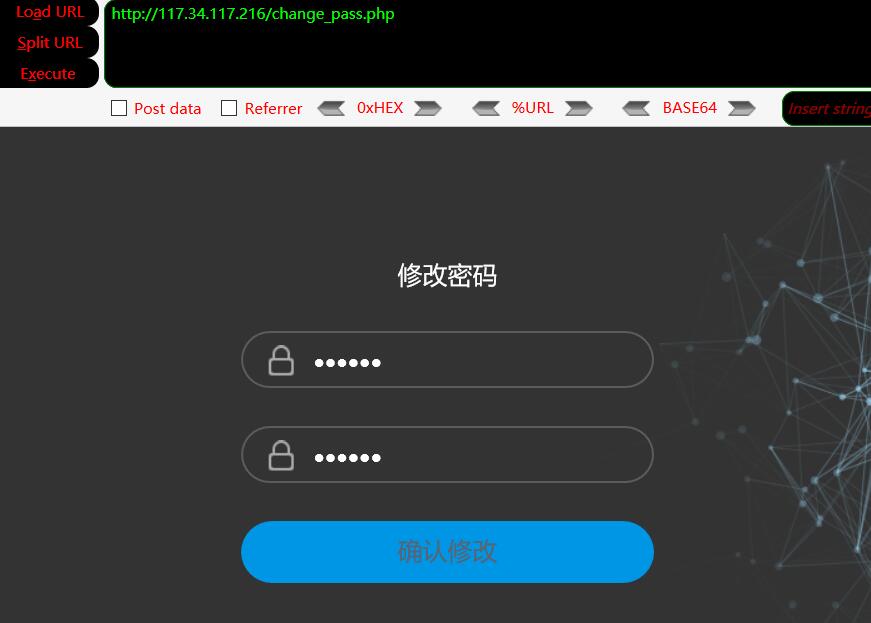 Load URL
http://117.34.117.216/change_pass.php
Split URL
Execute
Post data Referrer 0xHEX %URL BASE64 Insert string
修改密码
••••••
••••••
确认修改